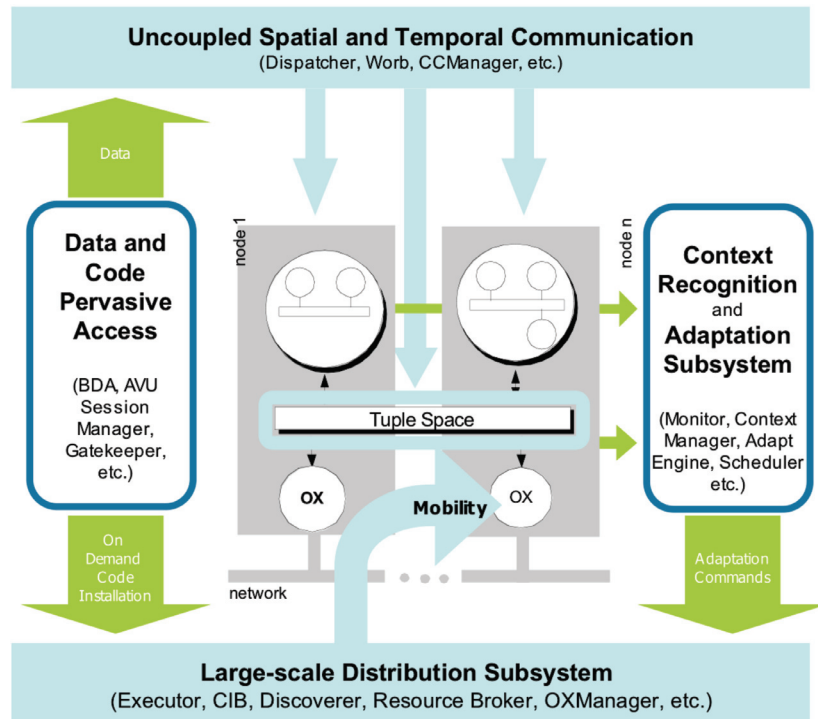 Uncoupled Spatial and Temporal Communication
(Dispatcher, Worb, CCManager, etc.)
Data
node 1
node n
Data and
Code
Pervasive
Access
(BDA, AVU
Session
Manager,
Gatekeeper,
etc.)
Context
Recognition
and
Adaptation
Subsystem
(Monitor, Context
Manager, Adapt
Engine, Scheduler
etc.)
Tuple Space
OX
Mobility
OX
On
Demand
Code
Installation
Adaptation
Commands
network
Large-scale Distribution Subsystem
(Executor, CIB, Discoverer, Resource Broker, OXManager, etc.)